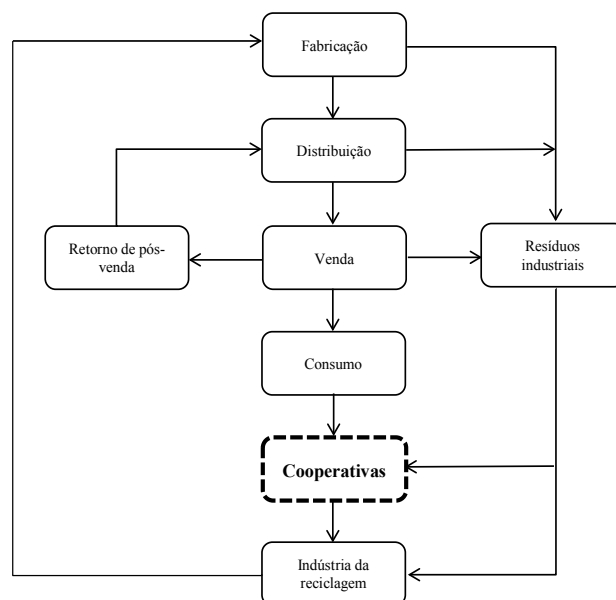 Fabricação
Distribuição
Retorno de pós-
venda
Venda
Resíduos
industriais
Consumo
Cooperativas
Indústria da
reciclagem